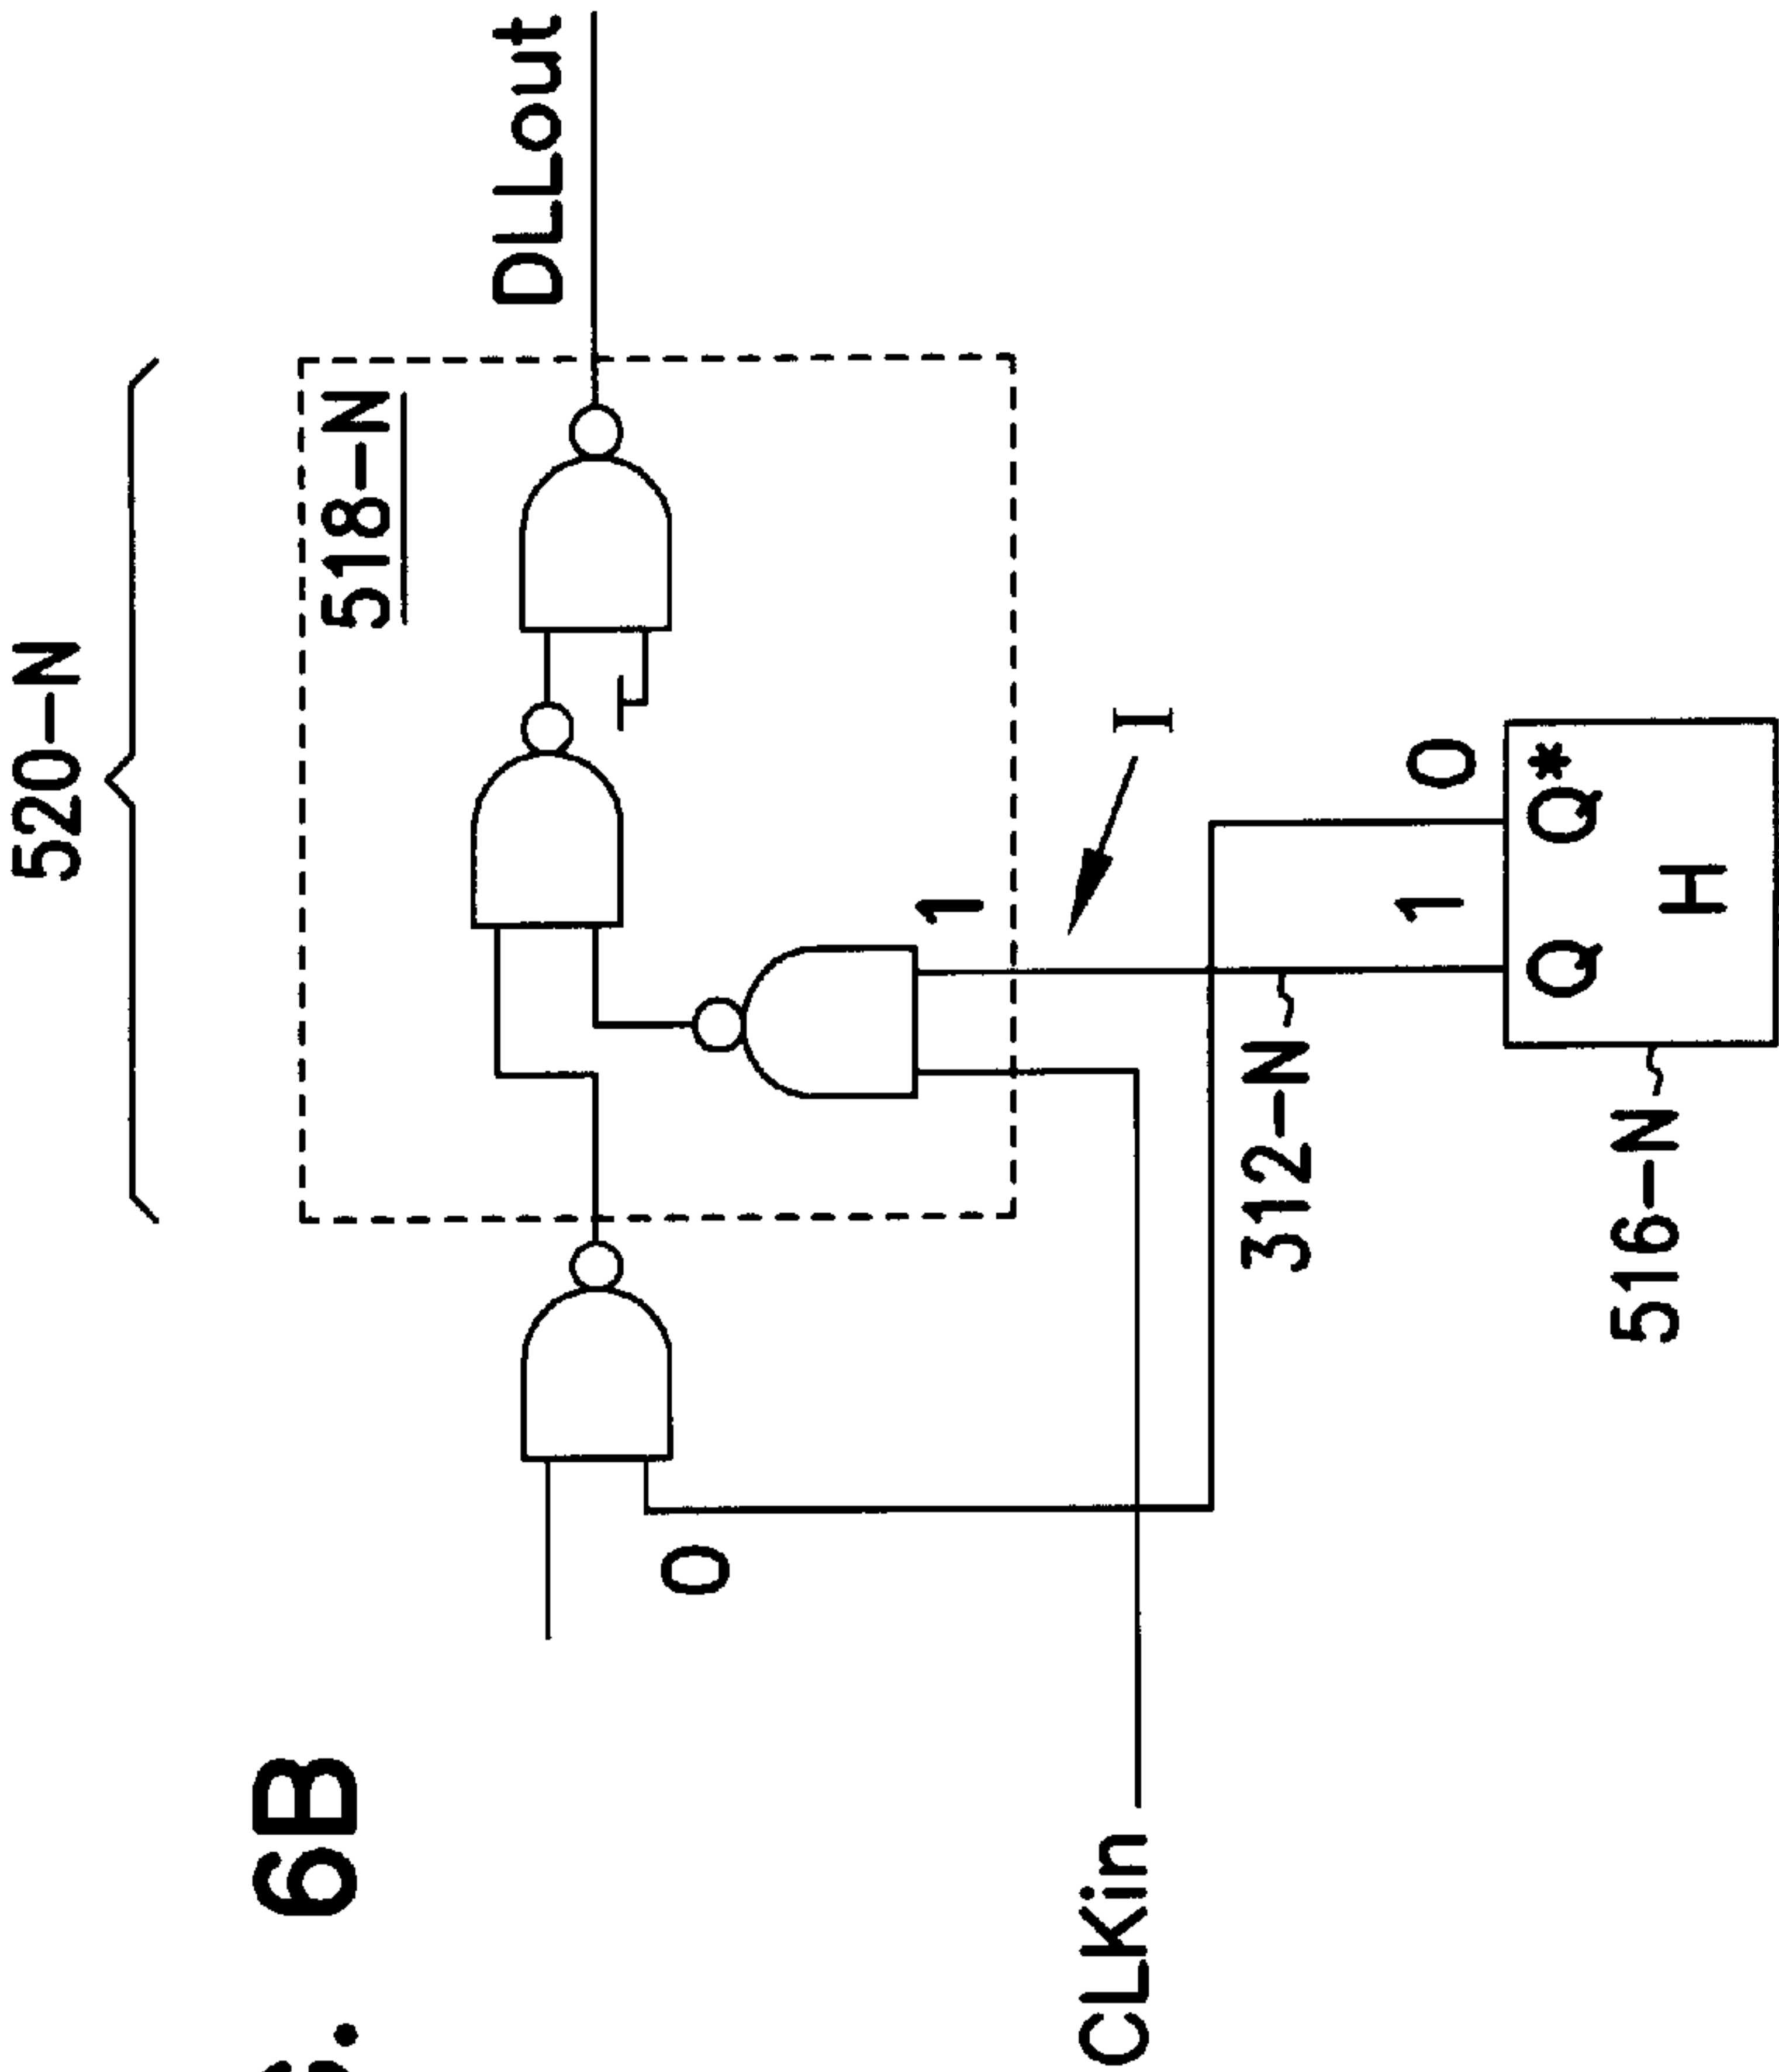 520-N
518-N
DLLout
1
I
0
312-N
1
0
Q
Q*
H
516-N
CLKin
6B